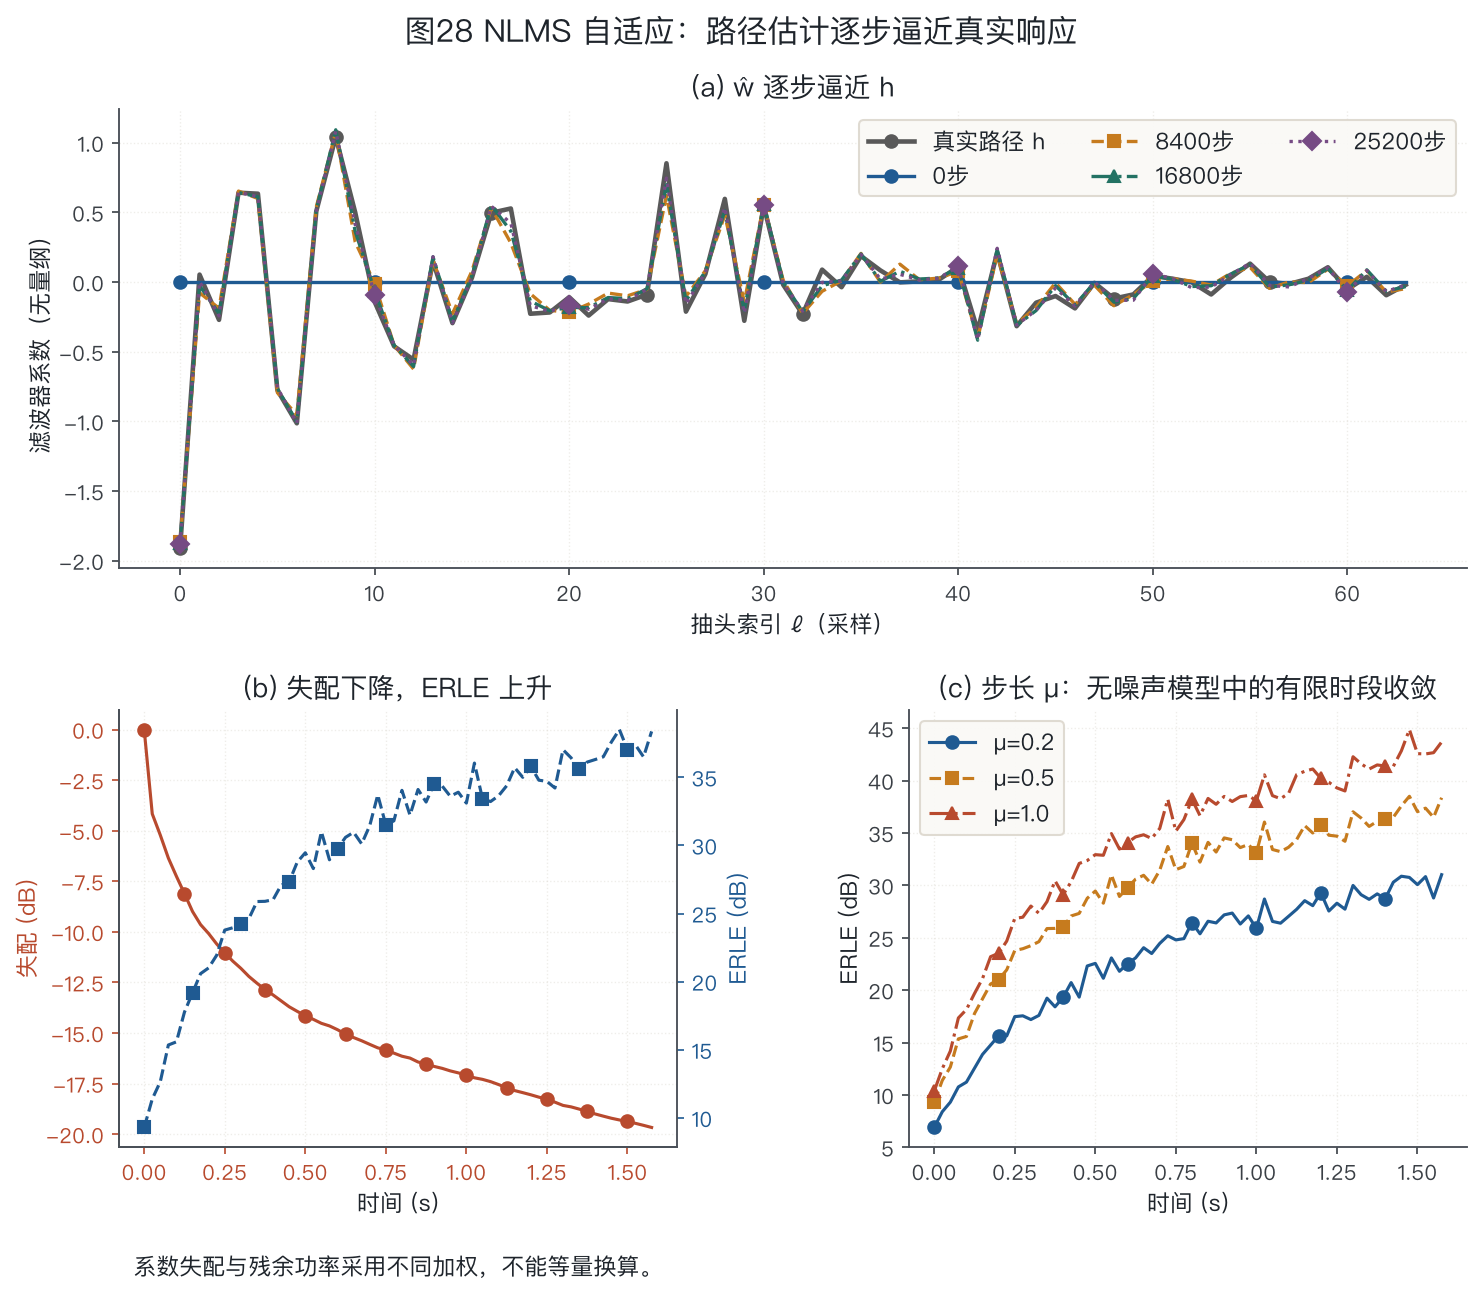 图28 NLMS 自适应：路径估计逐步逼近真实响应
(a) ŵ 逐步逼近 h
真实路径 h
0步
8400步
16800步
25200步
滤波器系数（无量纲）
1.0
0.5
0.0
−0.5
−1.0
−1.5
−2.0
0 10 20 30 40 50 60
抽头索引 ℓ（采样）
(b) 失配下降，ERLE 上升
失配 (dB)
0.0
−2.5
−5.0
−7.5
−10.0
−12.5
−15.0
−17.5
−20.0
35
30
25
20
15
10
ERLE (dB)
0.00 0.25 0.50 0.75 1.00 1.25 1.50
时间 (s)
(c) 步长 μ：无噪声模型中的有限时段收敛
μ=0.2
μ=0.5
μ=1.0
ERLE (dB)
45
40
35
30
25
20
15
10
5
0.00 0.25 0.50 0.75 1.00 1.25 1.50
时间 (s)
系数失配与残余功率采用不同加权，不能等量换算。